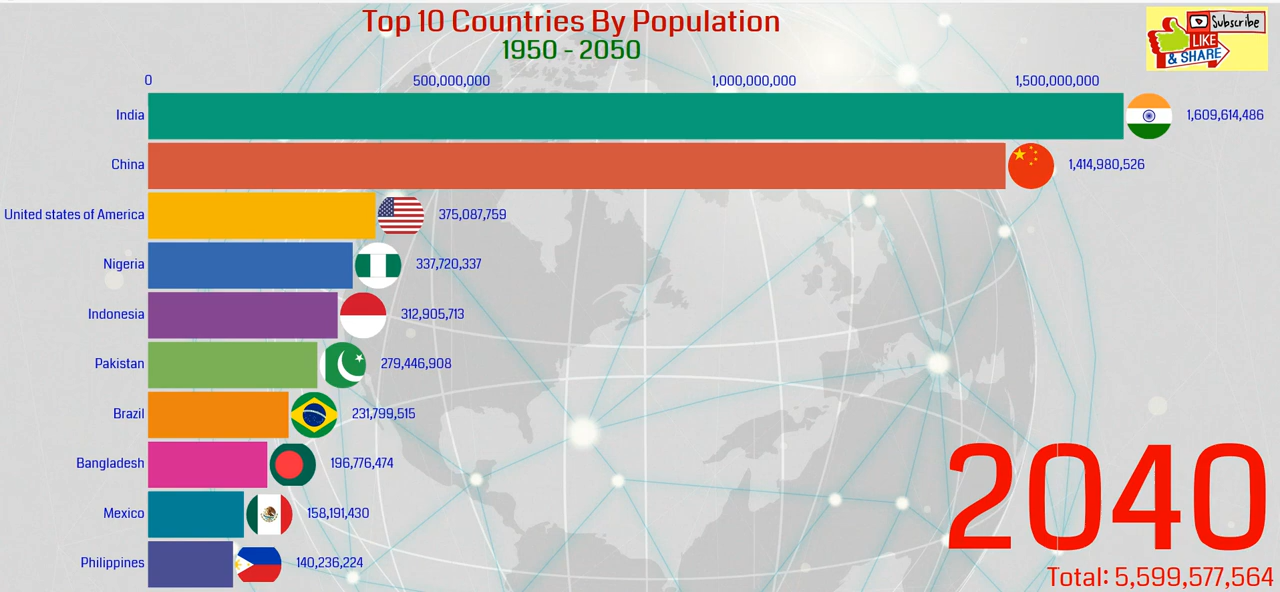 Top 10 Countries By Population
1950 - 2050
Subscribe
LIKE
& SHARE
0 500,000,000 1,000,000,000 1,500,000,000
India 1,609,614,486
China 1,414,980,526
United states of America 375,087,759
Nigeria 337,720,337
Indonesia 312,905,713
Pakistan 279,446,908
Brazil 231,799,515
Bangladesh 196,776,474
Mexico 158,191,430
Philippines 140,236,224
2040
Total: 5,599,577,564